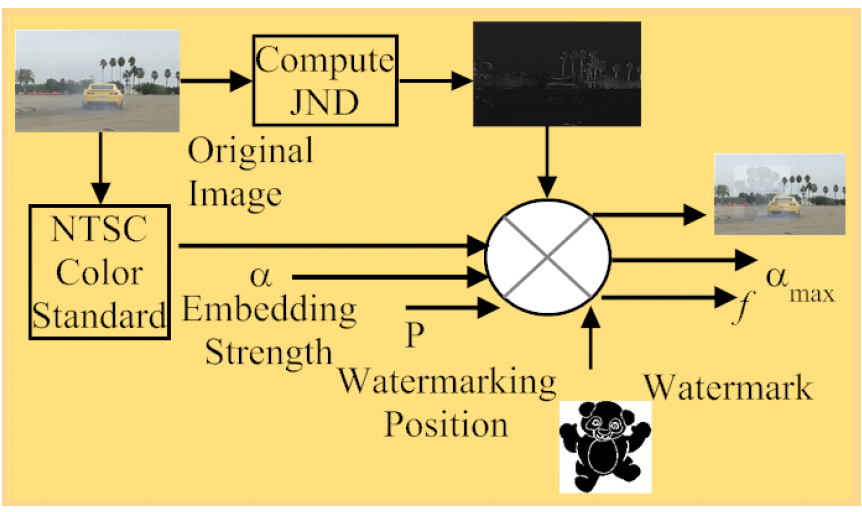 Compute
JND
Original
Image
NTSC
Color
Standard
α
Embedding
Strength
P
Watermarking
Position
Watermark
α max
f